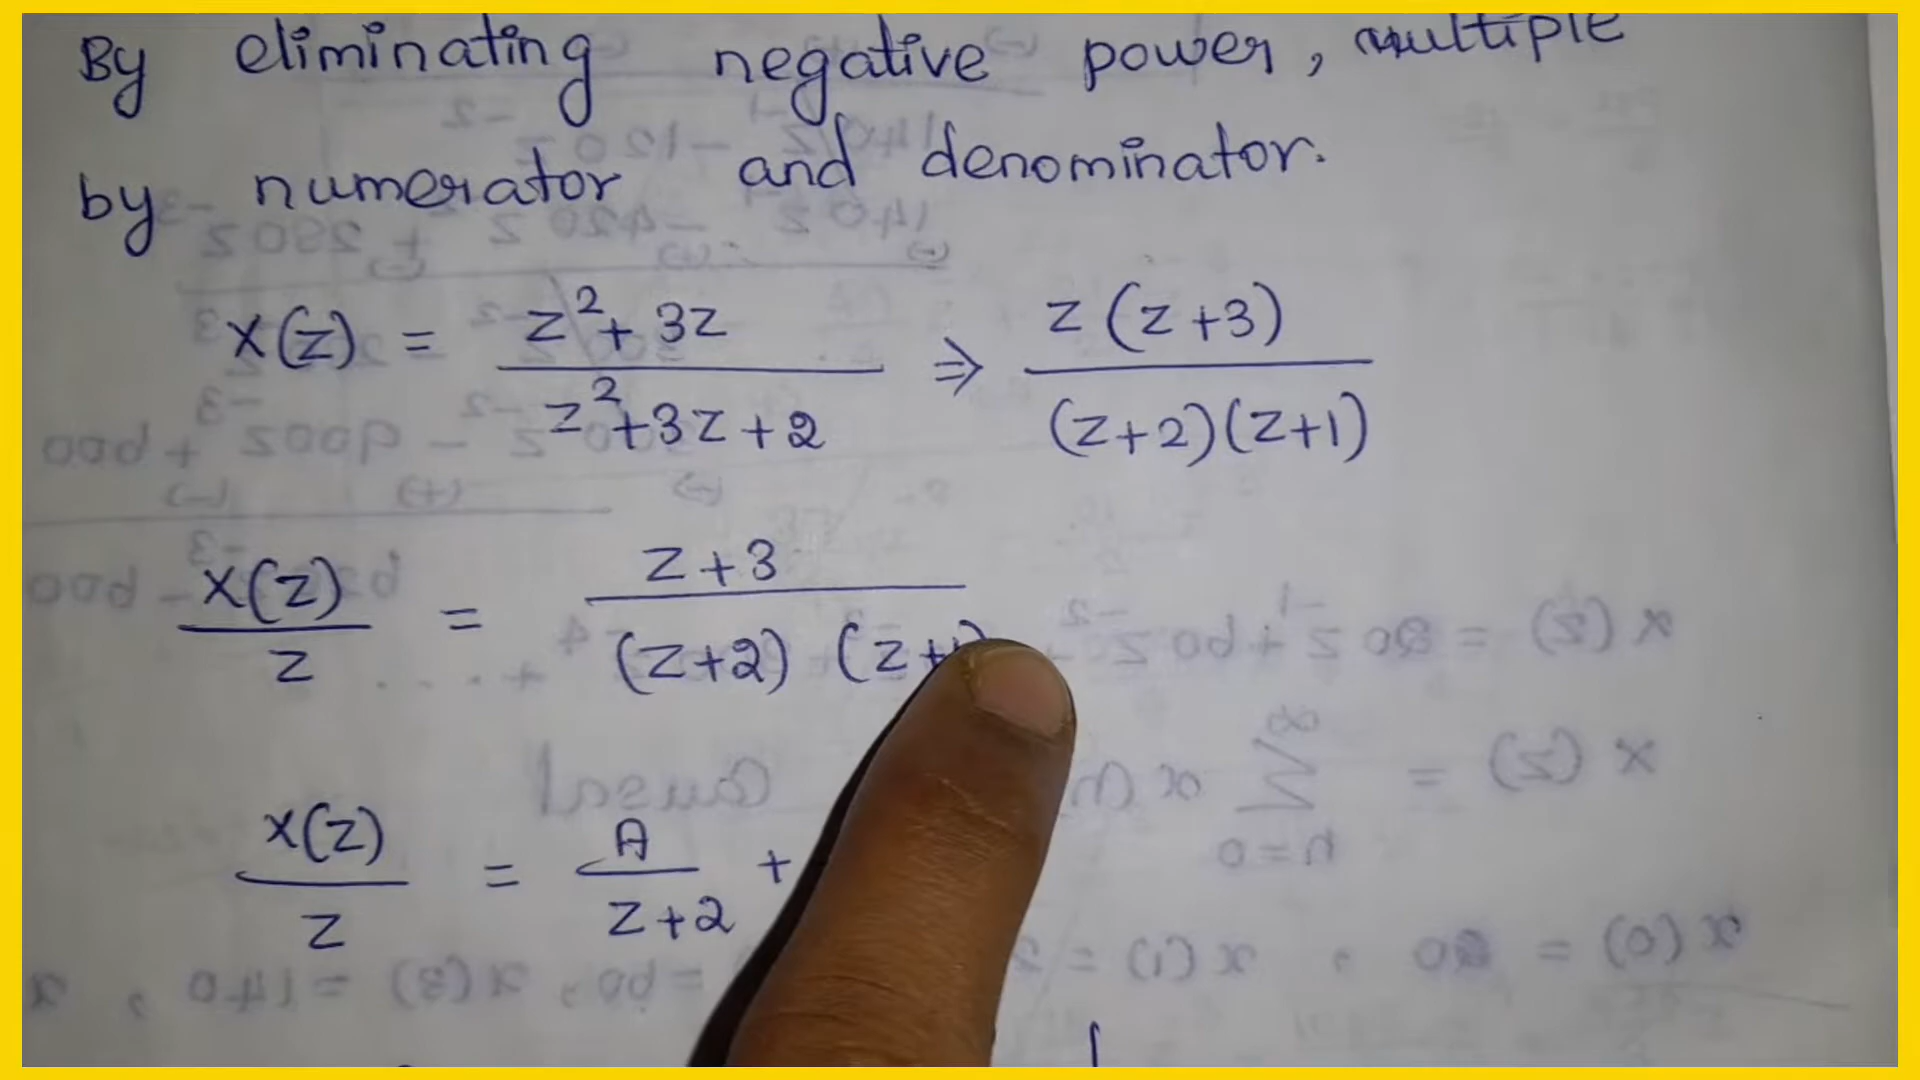 By eliminating negative power, multiple
by numerator and denominator.
X(z) = z²+3z / z²+3z+2 ⇒ z(z+3) / (z+2)(z+1)
X(z)/z = z+3 / (z+2) (z+1)
X(z)/z = A/z+2 +